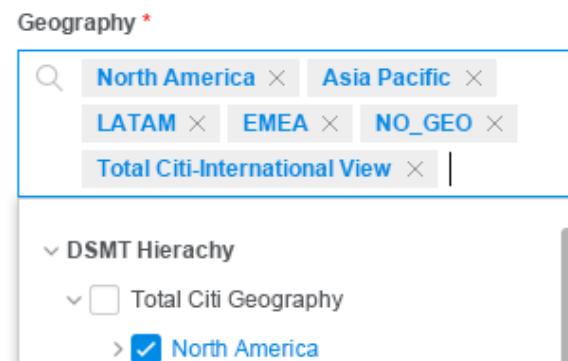 Geography *
North America × Asia Pacific ×
LATAM × EMEA × NO_GEO ×
Total Citi-International View ×
DSMT Hierachy
Total Citi Geography
North America